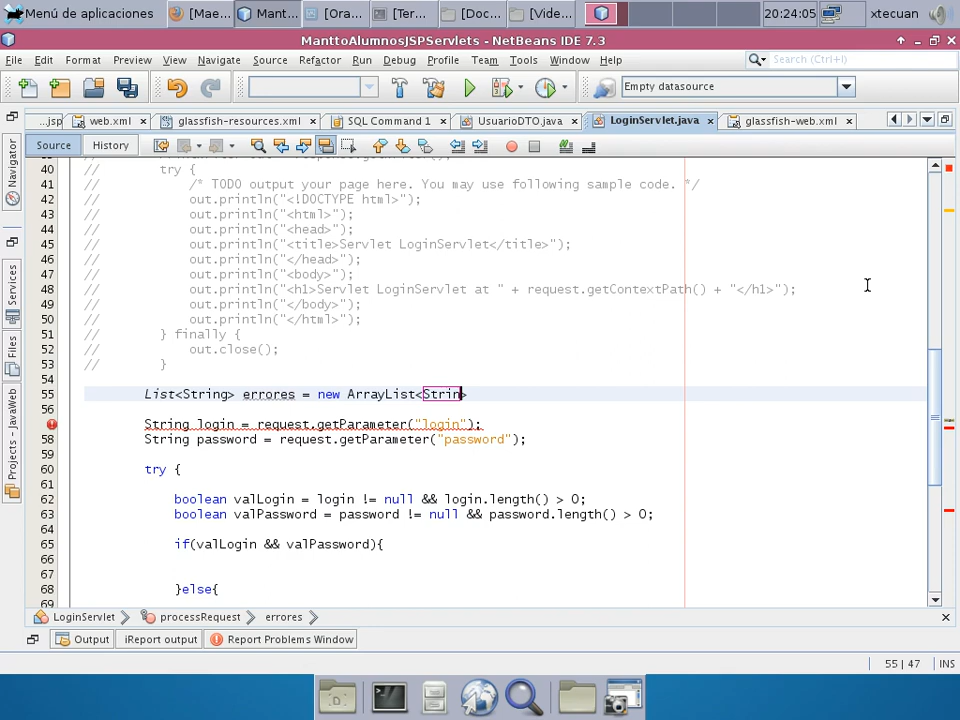 Menú de aplicaciones [Mae... Mant... [Ora... [Ter... [Doc... [Vide... 20:24:05 xtecuan
ManttoAlumnosJSPServlets - NetBeans IDE 7.3
File Edit Format Preview View Navigate Source Refactor Run Debug Profile Team Tools Window Help Search (Ctrl+I)
Empty datasource
...jsp web.xml glassfish-resources.xml SQL Command 1 UsuarioDTO.java LoginServlet.java glassfish-web.xml
Source History
Navigator
Services
Files
Projects - JavaWeb
40 // try {
41 // /* TODO output your page here. You may use following sample code. */
42 // out.println("<!DOCTYPE html>");
43 // out.println("<html>");
44 // out.println("<head>");
45 // out.println("<title>Servlet LoginServlet</title>");
46 // out.println("</head>");
47 // out.println("<body>");
48 // out.println("<h1>Servlet LoginServlet at " + request.getContextPath() + "</h1>");
49 // out.println("</body>");
50 // out.println("</html>");
51 // } finally {
52 // out.close();
53 // }
54
55 List<String> errores = new ArrayList<Strin>
56
String login = request.getParameter("login");
58 String password = request.getParameter("password");
59
60 try {
61
62 boolean valLogin = login != null && login.length() > 0;
63 boolean valPassword = password != null && password.length() > 0;
64
65 if(valLogin && valPassword){
66
67
68 }else{
69
LoginServlet processRequest errores
Output iReport output Report Problems Window
55 | 47 INS